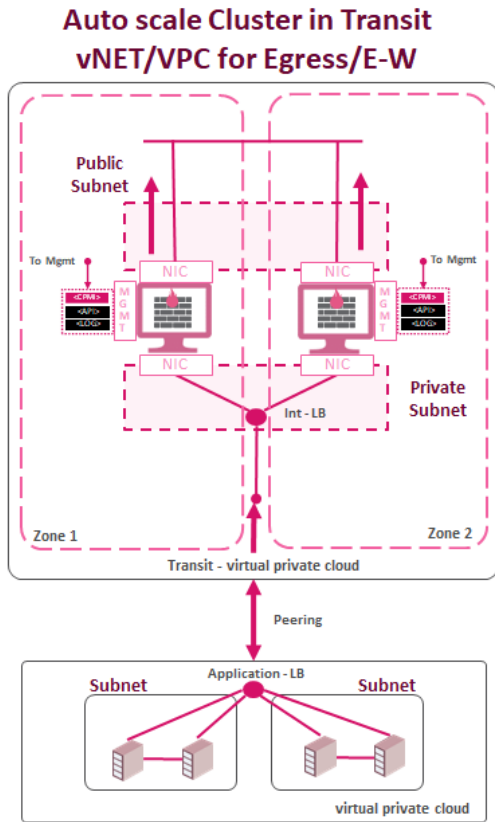 Auto scale Cluster in Transit
vNET/VPC for Egress/E-W
Public
Subnet
To Mgmt
To Mgmt
NIC
NIC
<CPMI>
<API>
<LOG>
MGMT
MGMT
<CPMI>
<API>
<LOG>
NIC
NIC
Private
Subnet
Int - LB
Zone 1
Zone 2
Transit - virtual private cloud
Peering
Application - LB
Subnet
Subnet
virtual private cloud